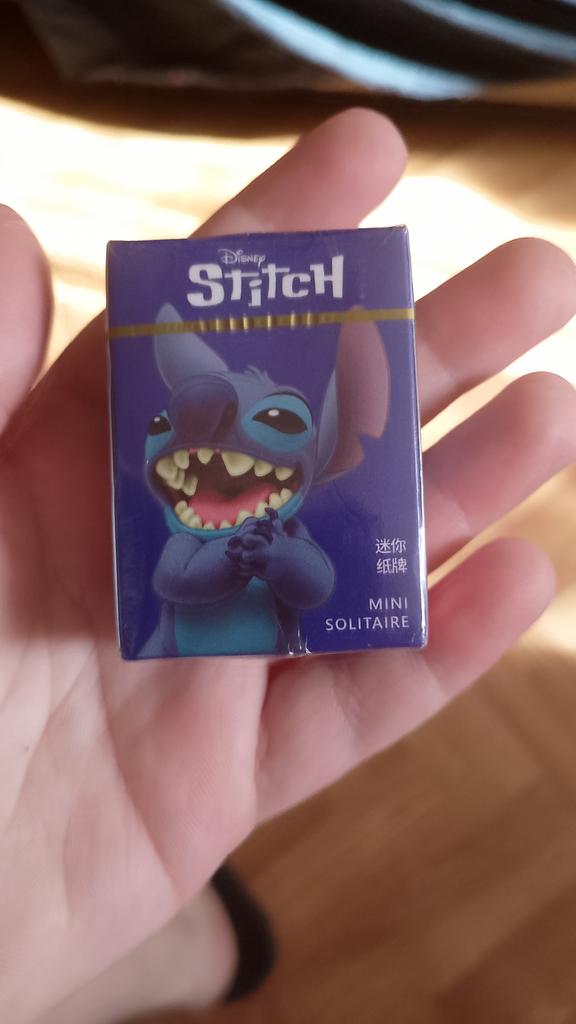 Disney
Stitch
迷你
纸牌
MINI
SOLITAIRE